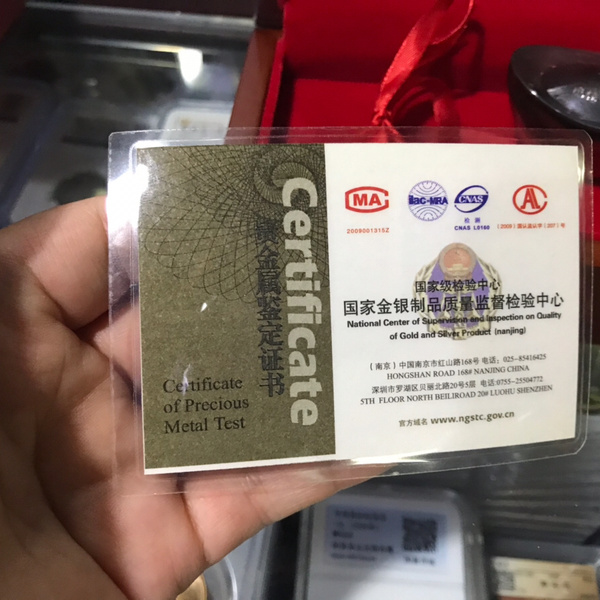 Certificate
贵金属鉴定证书
Certificate
of Precious
Metal Test
MA
2009001315Z
ilac-MRA
CNAS
检 测
CNAS L0188
AL
(2009)国认监认字(207)号
国家级检验中心
国家金银制品质量监督检验中心
National Center of Supervision and Inspection on Quality
of Gold and Silver Product (nanjing)
(南京)中国南京市红山路168号 电话:025-85416425
HONGSHAN ROAD 168# NANJING CHINA
深圳市罗湖区贝丽北路20号5层 电话:0755-25504772
5TH FLOOR NORTH BEILIROAD 20# LUOHU SHENZHEN
官方域名 www.ngstc.gov.cn